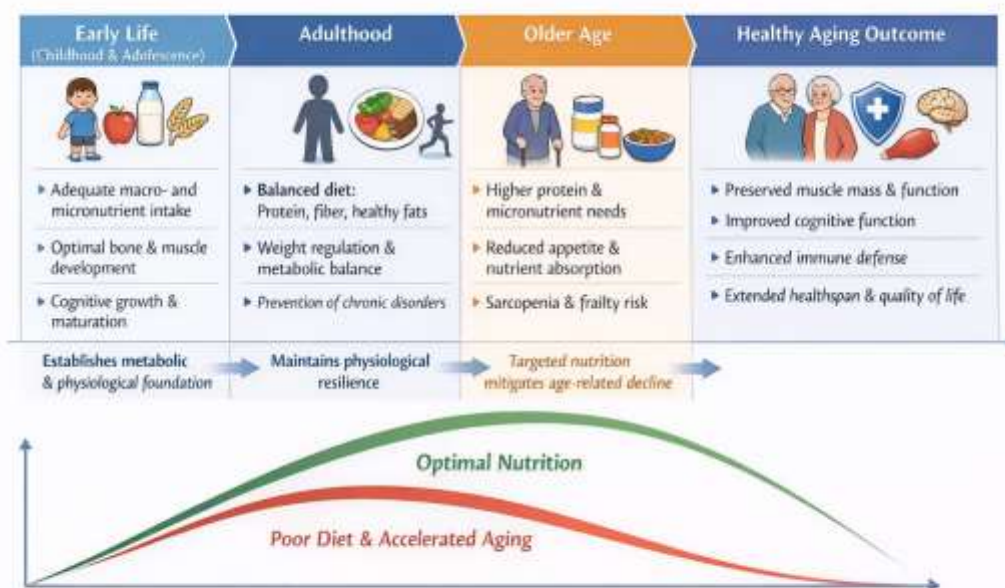 Early Life
(Childhood & Adolescence)
Adulthood
Older Age
Healthy Aging Outcome
▸ Adequate macro- and
micronutrient intake
▸ Optimal bone & muscle
development
▸ Cognitive growth &
maturation
▸ Balanced diet:
Protein, fiber, healthy fats
▸ Weight regulation &
metabolic balance
▸ Prevention of chronic disorders
▸ Higher protein &
micronutrient needs
▸ Reduced appetite &
nutrient absorption
▸ Sarcopenia & frailty risk
▸ Preserved muscle mass & function
▸ Improved cognitive function
▸ Enhanced immune defense
▸ Extended healthspan & quality of life
Establishes metabolic
& physiological foundation
Maintains physiological
resilience
Targeted nutrition
mitigates age-related decline
Optimal Nutrition
Poor Diet & Accelerated Aging